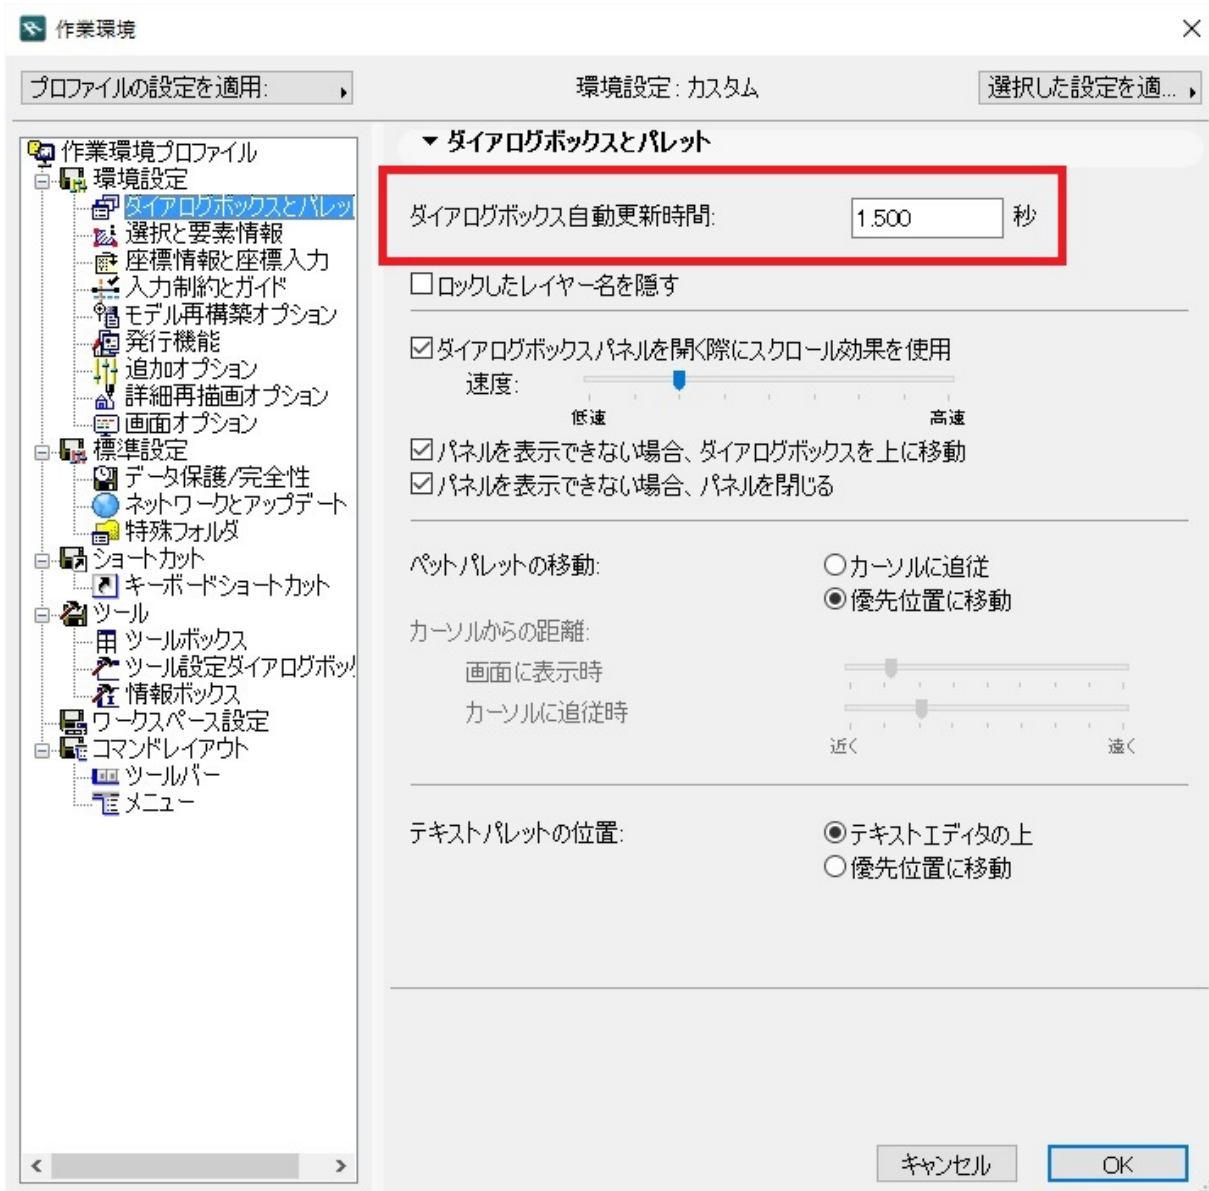 作業環境
プロファイルの設定を適用:
環境設定 : カスタム
選択した設定を適...
作業環境プロファイル
環境設定
ダイアログボックスとパレッ
選択と要素情報
座標情報と座標入力
入力制約とガイド
モデル再構築オプション
発行機能
追加オプション
詳細再描画オプション
画面オプション
標準設定
データ保護/完全性
ネットワークとアップデート
特殊フォルダ
ショートカット
キーボードショートカット
ツール
ツールボックス
ツール設定ダイアログボッ
情報ボックス
ワークスペース設定
コマンドレイアウト
ツールバー
メニュー
ダイアログボックスとパレット
ダイアログボックス自動更新時間: 1.500 秒
ロックしたレイヤー名を隠す
ダイアログボックスパネルを開く際にスクロール効果を使用
速度:
低速 高速
パネルを表示できない場合、ダイアログボックスを上に移動
パネルを表示できない場合、パネルを閉じる
ペットパレットの移動: カーソルに追従
優先位置に移動
カーソルからの距離:
画面に表示時
カーソルに追従時
近く 遠く
テキストパレットの位置: テキストエディタの上
優先位置に移動
キャンセル OK